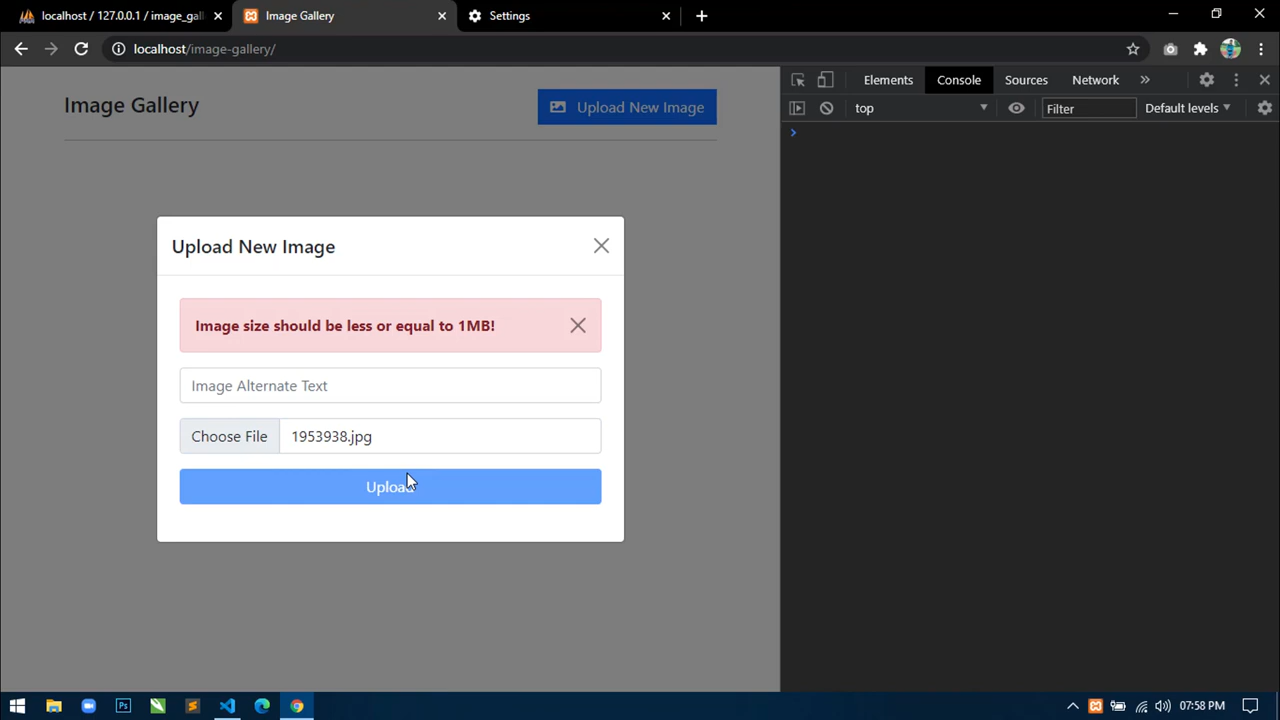 localhost / 127.0.0.1 / image_gall
Image Gallery
Settings
localhost/image-gallery/
Elements
Console
Sources
Network
top
Filter
Default levels
Image Gallery
Upload New Image
Upload New Image
Image size should be less or equal to 1MB!
Image Alternate Text
Choose File
1953938.jpg
Upload
Ps
07:58 PM